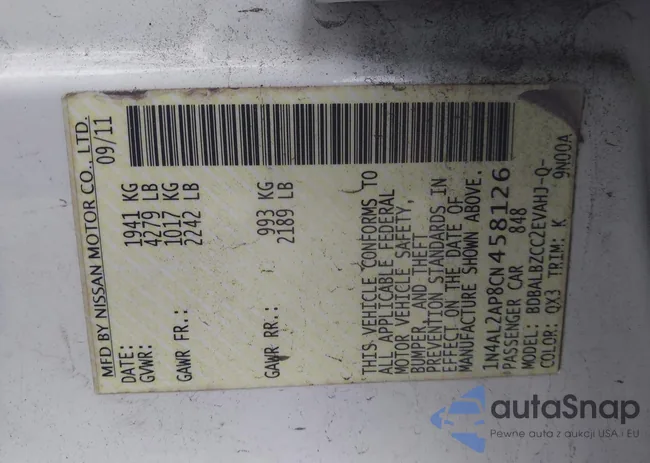 MFD BY NISSAN MOTOR CO., LTD.
DATE: 09/11
GVWR: 1941 KG
4279 LB
GAWR FR.: 1017 KG
2242 LB
GAWR RR.: 993 KG
2189 LB
THIS VEHICLE CONFORMS TO
ALL APPLICABLE FEDERAL
MOTOR VEHICLE SAFETY,
BUMPER, AND THEFT
PREVENTION STANDARDS IN
EFFECT ON THE DATE OF
MANUFACTURE SHOWN ABOVE.
1N4AL2AP8CN458126
PASSENGER CAR 848
MODEL: BDBALBZCC2EVAHJ-Q-
COLOR: QX3 TRIM: K 9N00A
autaSnap
Pewne auta z aukcji USA i EU